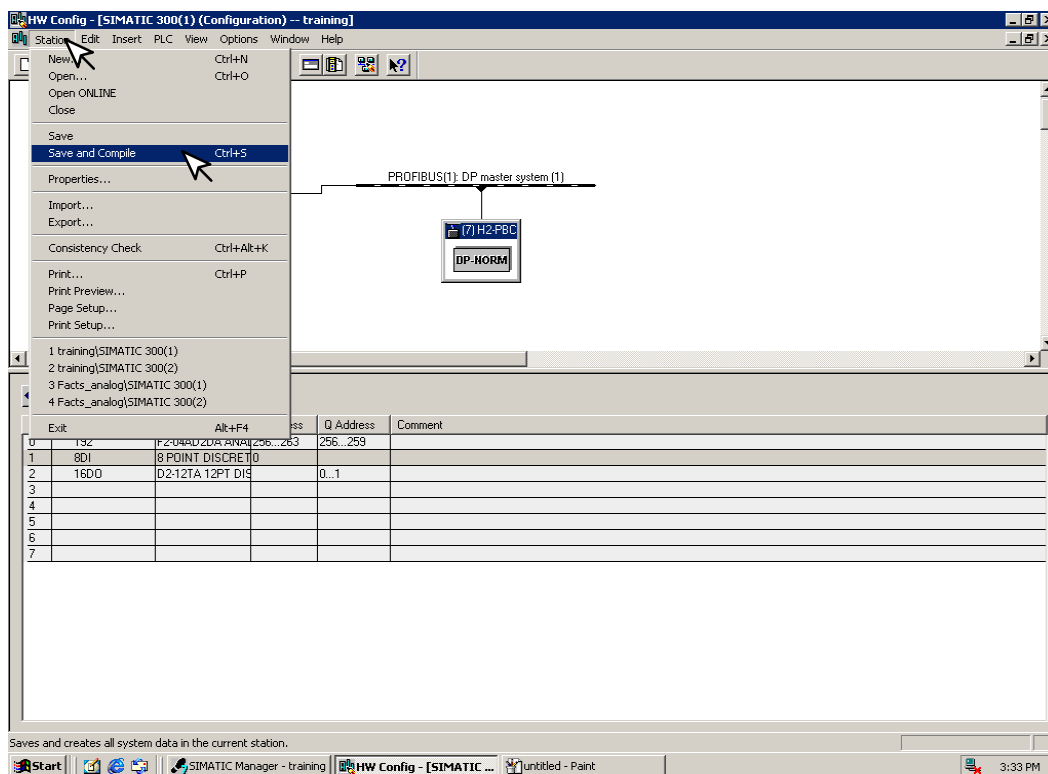 HW Config - [SIMATIC 300(1) (Configuration) -- training]
Station Edit Insert PLC View Options Window Help
New... Ctrl+N
Open... Ctrl+O
Open ONLINE
Close
Save
Save and Compile Ctrl+S
Properties...
Import...
Export...
Consistency Check Ctrl+Alt+K
Print... Ctrl+P
Print Preview...
Page Setup...
Print Setup...
1 training\SIMATIC 300(1)
2 training\SIMATIC 300(2)
3 Facts_analog\SIMATIC 300(1)
4 Facts_analog\SIMATIC 300(2)
Exit Alt+F4
PROFIBUS(1): DP master system (1)
(7) H2-PBC
DP-NORM
ess Q Address Comment
0 192 F2-04AD2DA ANAL 256...263 256...259
1 8DI 8 POINT DISCRET 0
2 16DO D2-12TA 12PT DIS 0...1
3
4
5
6
7
Saves and creates all system data in the current station.
Start SIMATIC Manager - training HW Config - [SIMATIC ... untitled - Paint 3:33 PM